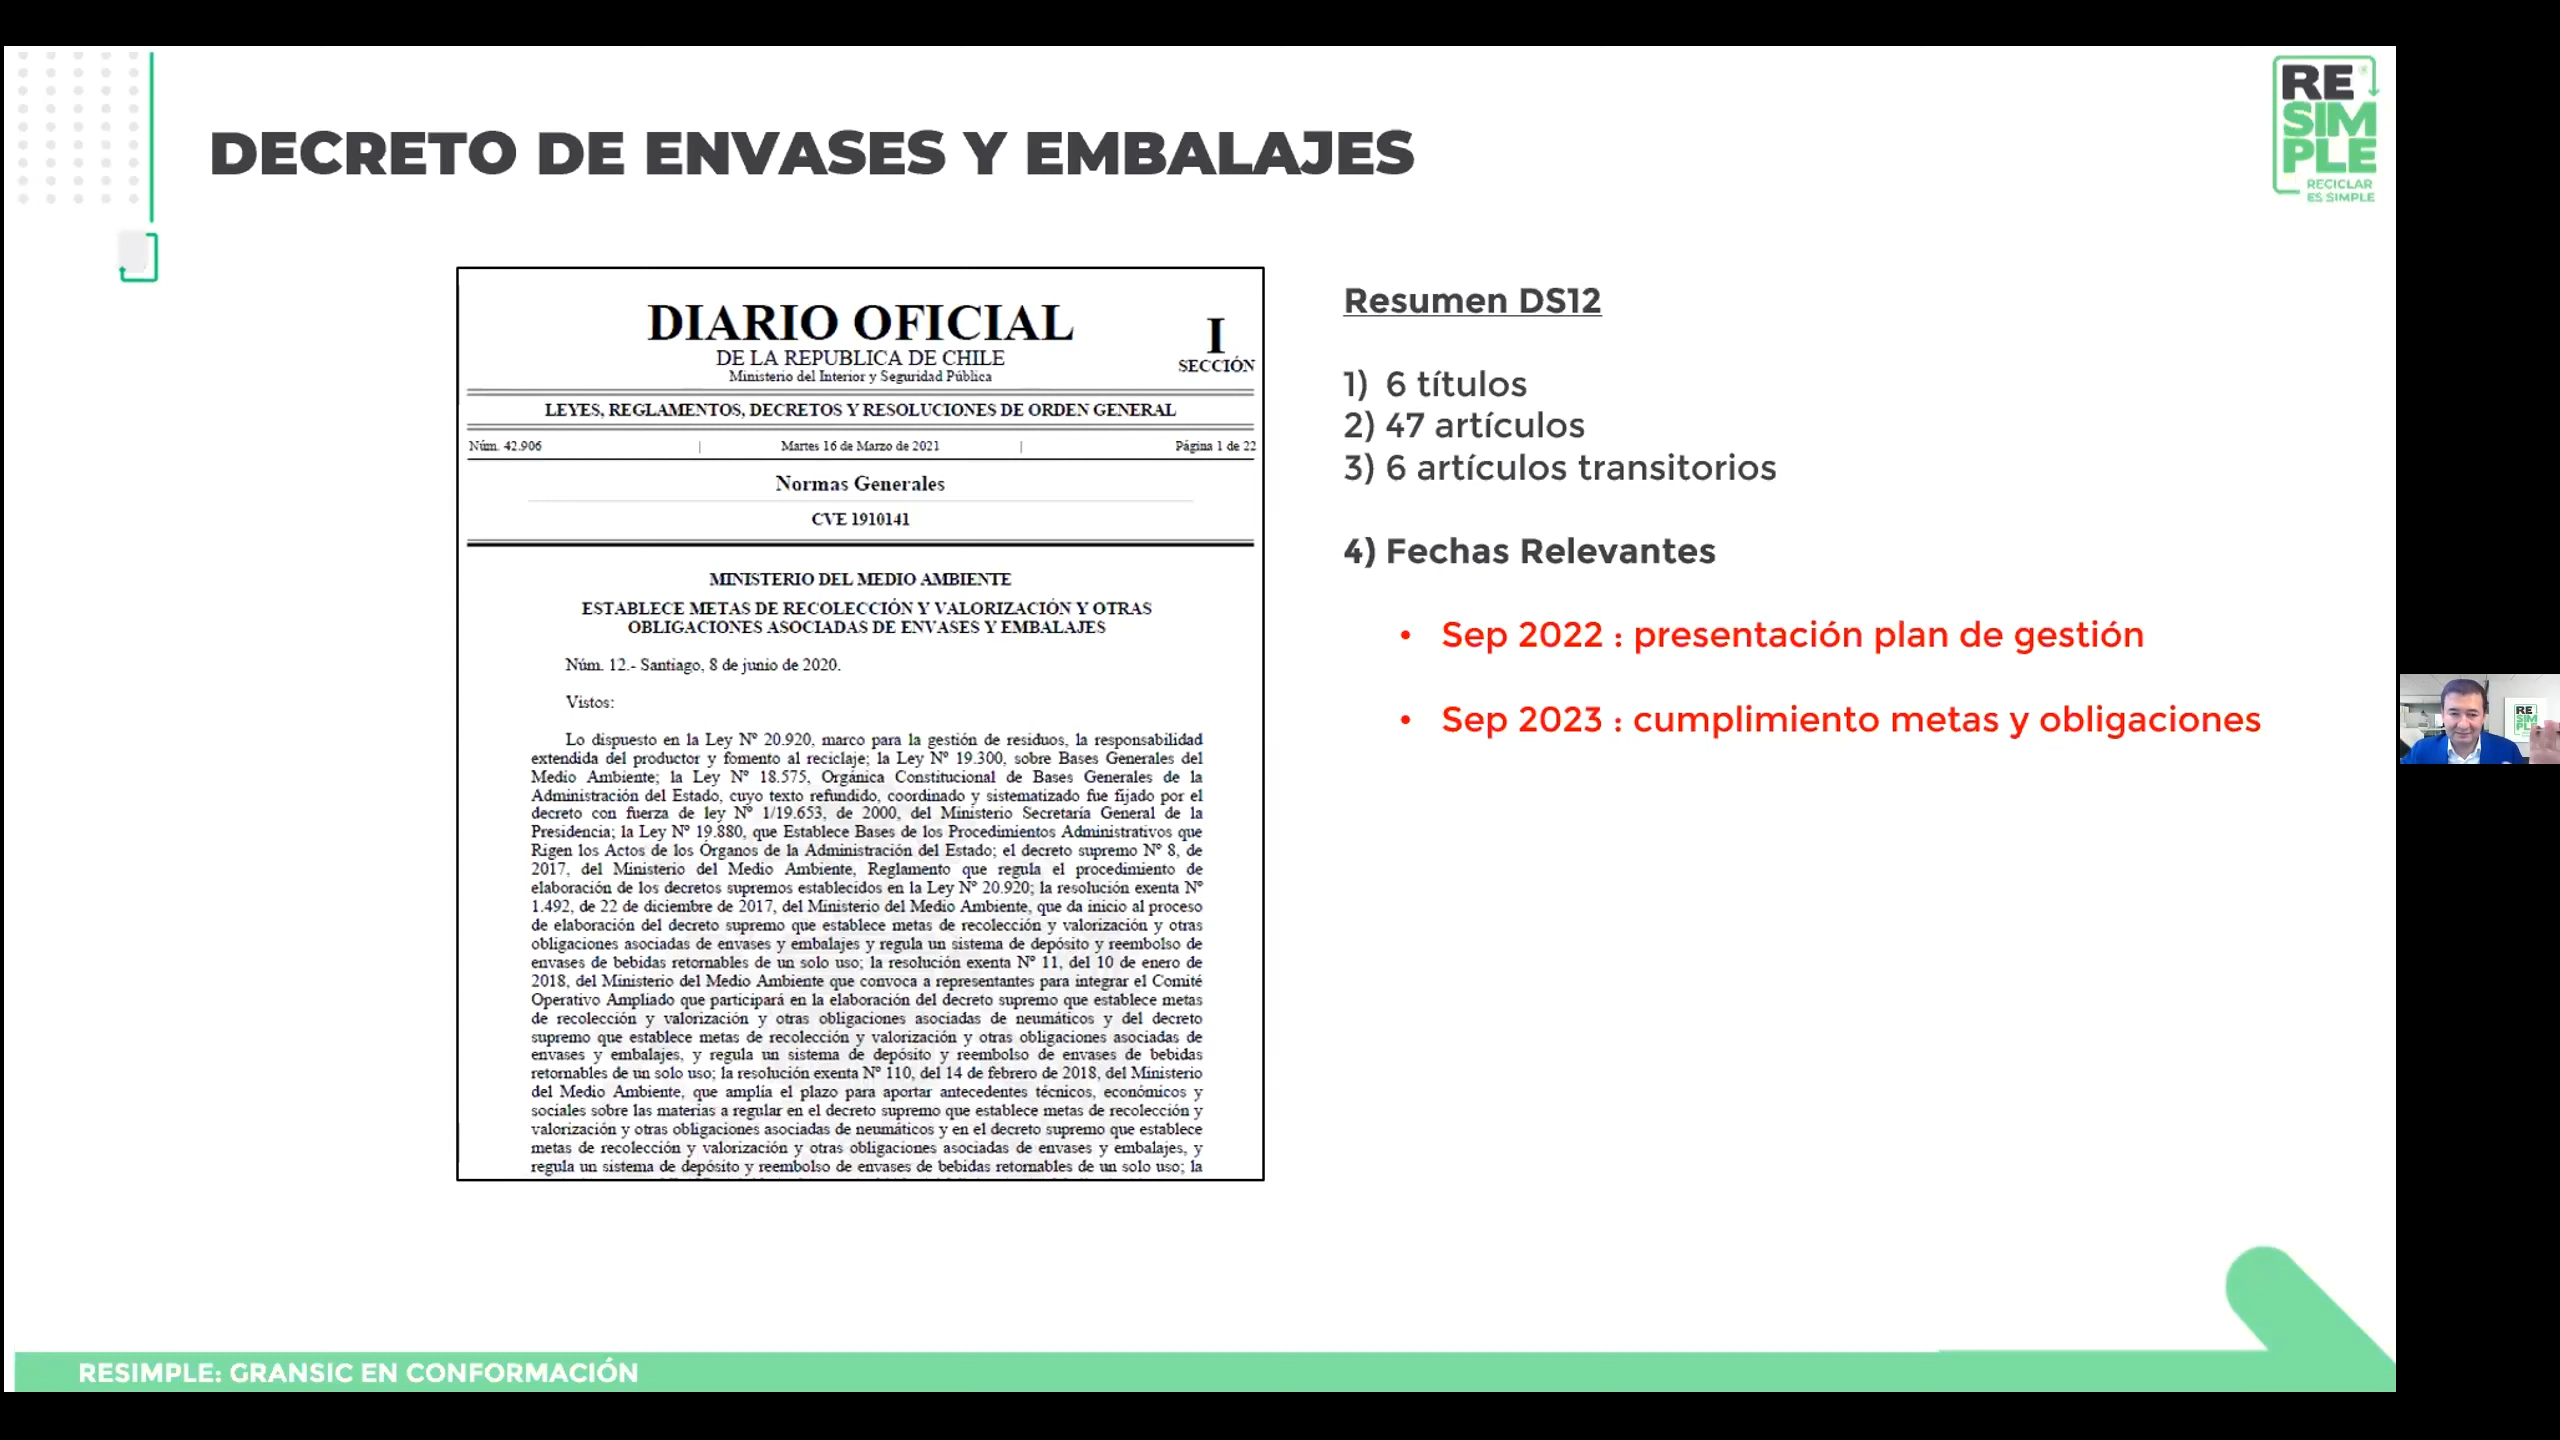 DECRETO DE ENVASES Y EMBALAJES
RE
SIM
PLE
RECICLAR
ES SIMPLE
DIARIO OFICIAL
DE LA REPUBLICA DE CHILE
Ministerio del Interior y Seguridad Pública
I
SECCIÓN
LEYES, REGLAMENTOS, DECRETOS Y RESOLUCIONES DE ORDEN GENERAL
Núm. 42.906 | Martes 16 de Marzo de 2021 | Página 1 de 22
Normas Generales
CVE 1910141
MINISTERIO DEL MEDIO AMBIENTE
ESTABLECE METAS DE RECOLECCIÓN Y VALORIZACIÓN Y OTRAS
OBLIGACIONES ASOCIADAS DE ENVASES Y EMBALAJES
Núm. 12.- Santiago, 8 de junio de 2020.
Vistos:
Lo dispuesto en la Ley Nº 20.920, marco para la gestión de residuos, la responsabilidad
extendida del productor y fomento al reciclaje; la Ley Nº 19.300, sobre Bases Generales del
Medio Ambiente; la Ley Nº 18.575, Orgánica Constitucional de Bases Generales de la
Administración del Estado, cuyo texto refundido, coordinado y sistematizado fue fijado por el
decreto con fuerza de ley Nº 1/19.653, de 2000, del Ministerio Secretaría General de la
Presidencia; la Ley Nº 19.880, que Establece Bases de los Procedimientos Administrativos que
Rigen los Actos de los Órganos de la Administración del Estado; el decreto supremo Nº 8, de
2017, del Ministerio del Medio Ambiente, Reglamento que regula el procedimiento de
elaboración de los decretos supremos establecidos en la Ley Nº 20.920; la resolución exenta Nº
1.492, de 22 de diciembre de 2017, del Ministerio del Medio Ambiente, que da inicio al proceso
de elaboración del decreto supremo que establece metas de recolección y valorización y otras
obligaciones asociadas de envases y embalajes y regula un sistema de depósito y reembolso de
envases de bebidas retornables de un solo uso; la resolución exenta Nº 11, del 10 de enero de
2018, del Ministerio del Medio Ambiente que convoca a representantes para integrar el Comité
Operativo Ampliado que participará en la elaboración del decreto supremo que establece metas
de recolección y valorización y otras obligaciones asociadas de neumáticos y del decreto
supremo que establece metas de recolección y valorización y otras obligaciones asociadas de
envases y embalajes, y regula un sistema de depósito y reembolso de envases de bebidas
retornables de un solo uso; la resolución exenta Nº 110, del 14 de febrero de 2018, del Ministerio
del Medio Ambiente, que amplía el plazo para aportar antecedentes técnicos, económicos y
sociales sobre las materias a regular en el decreto supremo que establece metas de recolección y
valorización y otras obligaciones asociadas de neumáticos y en el decreto supremo que establece
metas de recolección y valorización y otras obligaciones asociadas de envases y embalajes, y
regula un sistema de depósito y reembolso de envases de bebidas retornables de un solo uso; la
Resumen DS12
1) 6 títulos
2) 47 artículos
3) 6 artículos transitorios
4) Fechas Relevantes
• Sep 2022 : presentación plan de gestión
• Sep 2023 : cumplimiento metas y obligaciones
RE
SIM
PLE
RESIMPLE: GRANSIC EN CONFORMACIÓN